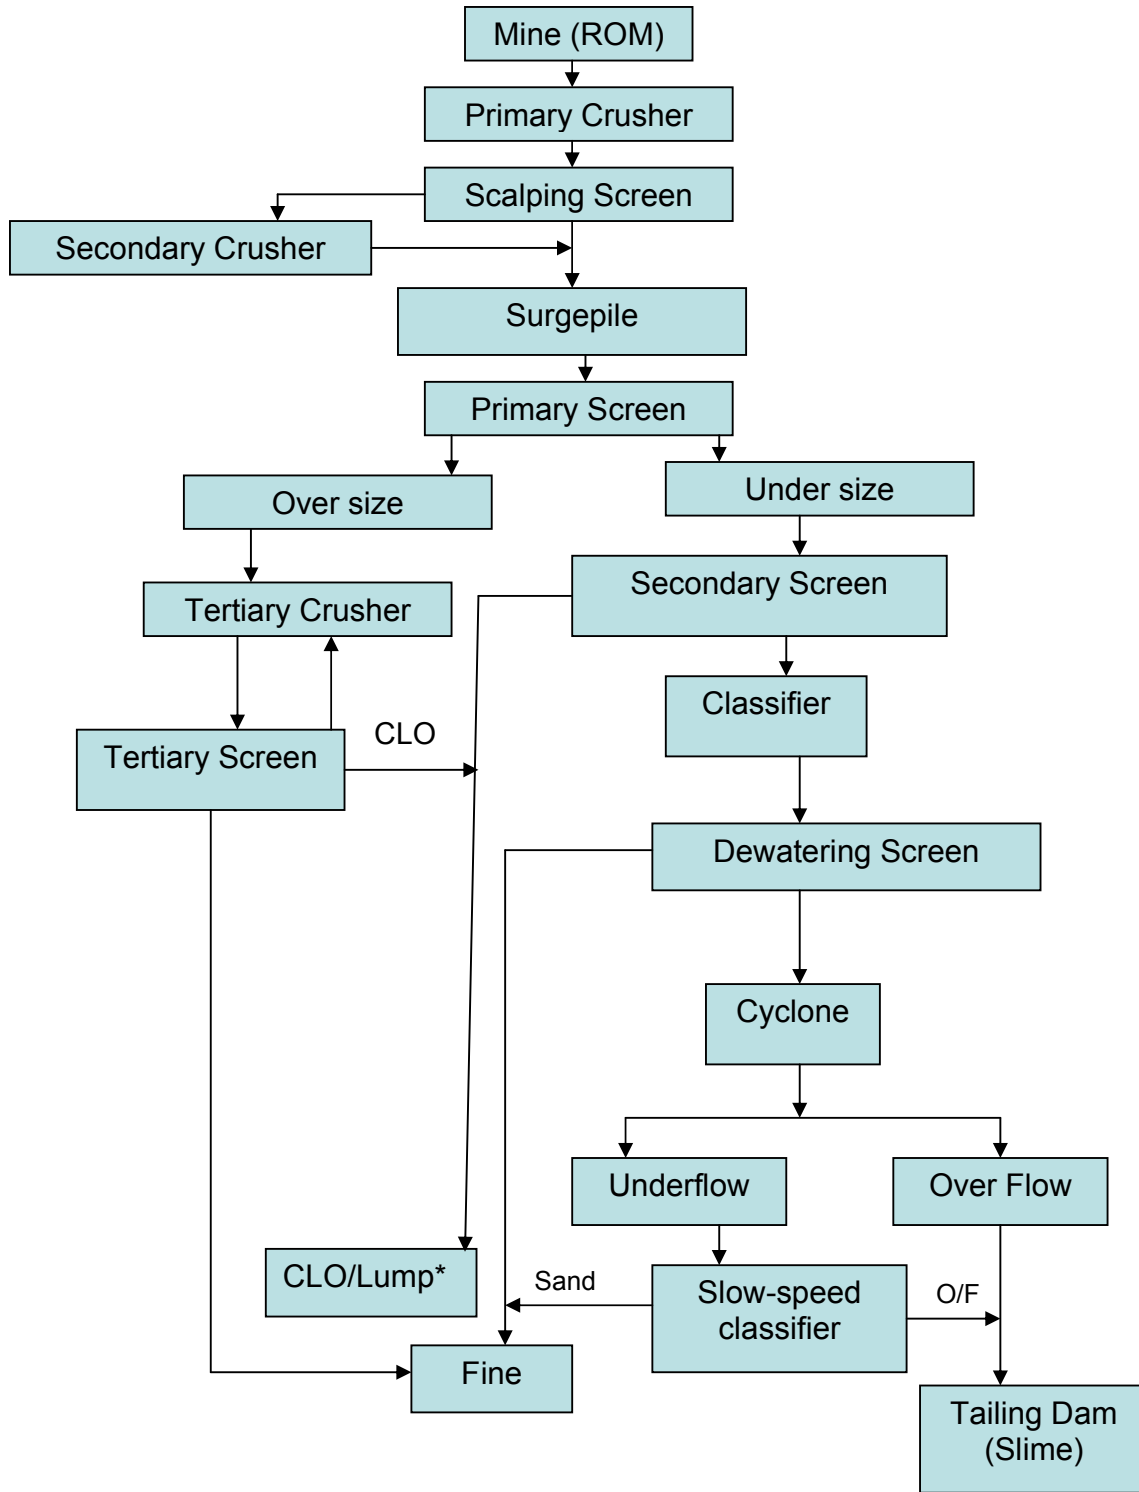 Mine (ROM)
Primary Crusher
Scalping Screen
Secondary Crusher
Surgepile
Primary Screen
Over size
Under size
Secondary Screen
Tertiary Crusher
Classifier
CLO
Tertiary Screen
Dewatering Screen
Cyclone
Underflow
Over Flow
CLO/Lump*
Sand
Slow-speed
classifier
O/F
Fine
Tailing Dam
(Slime)